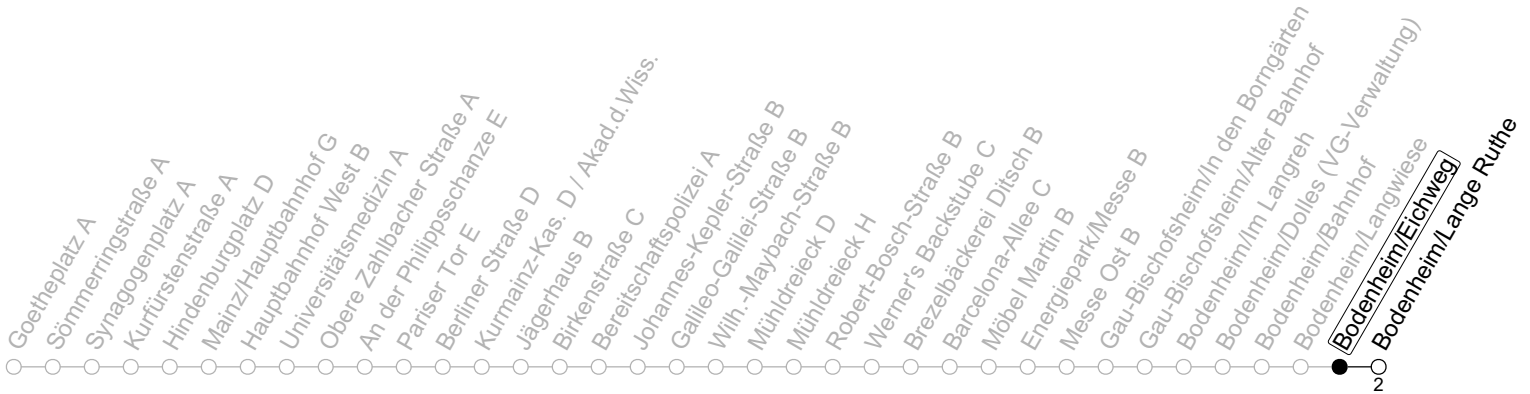 Goetheplatz A
Sömmerringstraße A
Synagogenplatz A
Kurfürstenstraße A
Hindenburgplatz D
Mainz/Hauptbahnhof G
Hauptbahnhof West B
Universitätsmedizin A
Obere Zahlbacher Straße A
An der Philippsschanze E
Pariser Tor E
Berliner Straße D
Kurmainz-Kas. D / Akad.d.Wiss.
Jägerhaus B
Birkenstraße C
Bereitschaftspolizei A
Johannes-Kepler-Straße B
Galileo-Galilei-Straße B
Wilh.-Maybach-Straße B
Mühldreieck D
Mühldreieck H
Robert-Bosch-Straße B
Werner's Backstube C
Brezelbäckerei Ditsch B
Barcelona-Allee C
Möbel Martin B
Energiepark/Messe B
Messe Ost B
Gau-Bischofsheim/In den Borngärten
Gau-Bischofsheim/Alter Bahnhof
Bodenheim/Im Langreh
Bodenheim/Dolles (VG-Verwaltung)
Bodenheim/Bahnhof
Bodenheim/Langwiese
Bodenheim/Eichweg
Bodenheim/Lange Ruthe
2